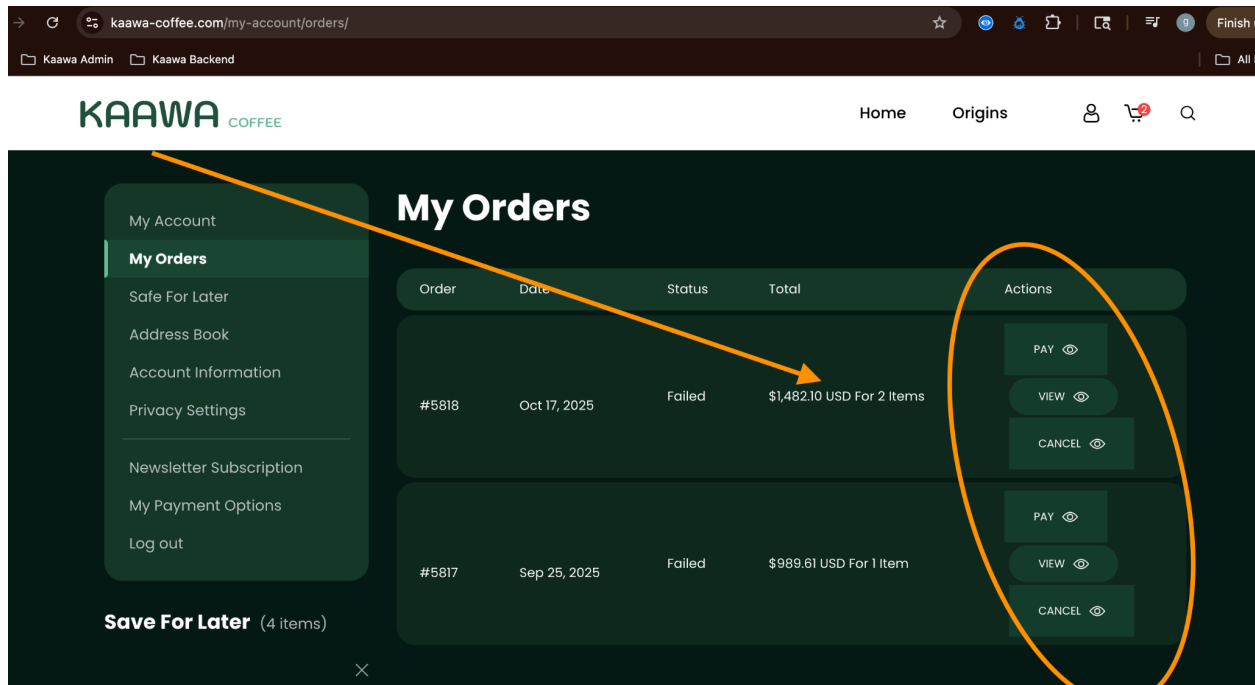 kaawa-coffee.com/my-account/orders/
g
Finish
Kaawa Admin
Kaawa Backend
All
KAAWA COFFEE
Home
Origins
2
My Account
My Orders
Safe For Later
Address Book
Account Information
Privacy Settings
Newsletter Subscription
My Payment Options
Log out
Save For Later (4 items)
My Orders
Order Date Status Total Actions
#5818 Oct 17, 2025 Failed $1,482.10 USD For 2 Items
PAY
VIEW
CANCEL
#5817 Sep 25, 2025 Failed $989.61 USD For 1 Item
PAY
VIEW
CANCEL